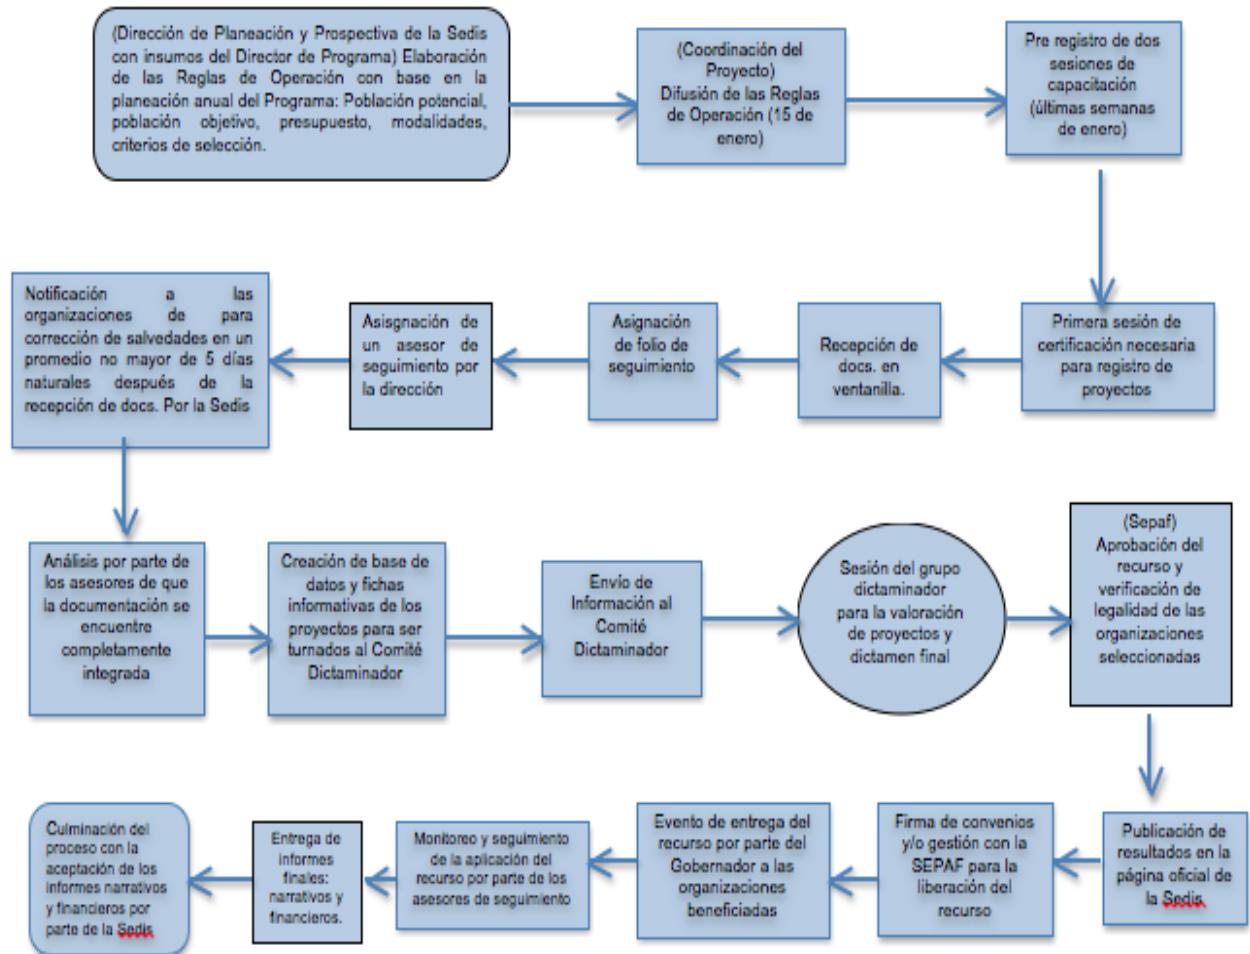 (Dirección de Planeación y Prospectiva de la Sedis
con insumos del Director de Programa) Elaboración
de las Reglas de Operación con base en la
planeación anual del Programa: Población potencial,
población objetivo, presupuesto, modalidades,
criterios de selección.
(Coordinación del
Proyecto)
Difusión de las Reglas
de Operación (15 de
enero)
Pre registro de dos
sesiones de
capacitación
(últimas semanas
de enero)
Primera sesión de
certificación necesaria
para registro de
proyectos
Recepción de
docs. en
ventanilla.
Asignación
de folio de
seguimiento
Asisgnación de
un asesor de
seguimiento por
la dirección
Notificación a las
organizaciones de para
corrección de salvedades en un
promedio no mayor de 5 días
naturales después de la
recepción de docs. Por la Sedis
Análisis por parte de
los asesores de que
la documentación se
encuentre
completamente
integrada
Creación de base de
datos y fichas
informativas de los
proyectos para ser
turnados al Comité
Dictaminador
Envío de
Información al
Comité
Dictaminador
Sesión del grupo
dictaminador
para la valoración
de proyectos y
dictamen final
(Sepaf)
Aprobación del
recurso y
verificación de
legalidad de las
organizaciones
seleccionadas
Publicación de
resultados en la
página oficial de
la Sedis.
Firma de convenios
y/o gestión con la
SEPAF para la
liberación del
recurso
Evento de entrega del
recurso por parte del
Gobernador a las
organizaciones
beneficiadas
Monitoreo y seguimiento
de la aplicación del
recurso por parte de los
asesores de seguimiento
Entrega de
informes
finales:
narrativos y
financieros.
Culminación del
proceso con la
aceptación de los
informes narrativos
y financieros por
parte de la Sedis